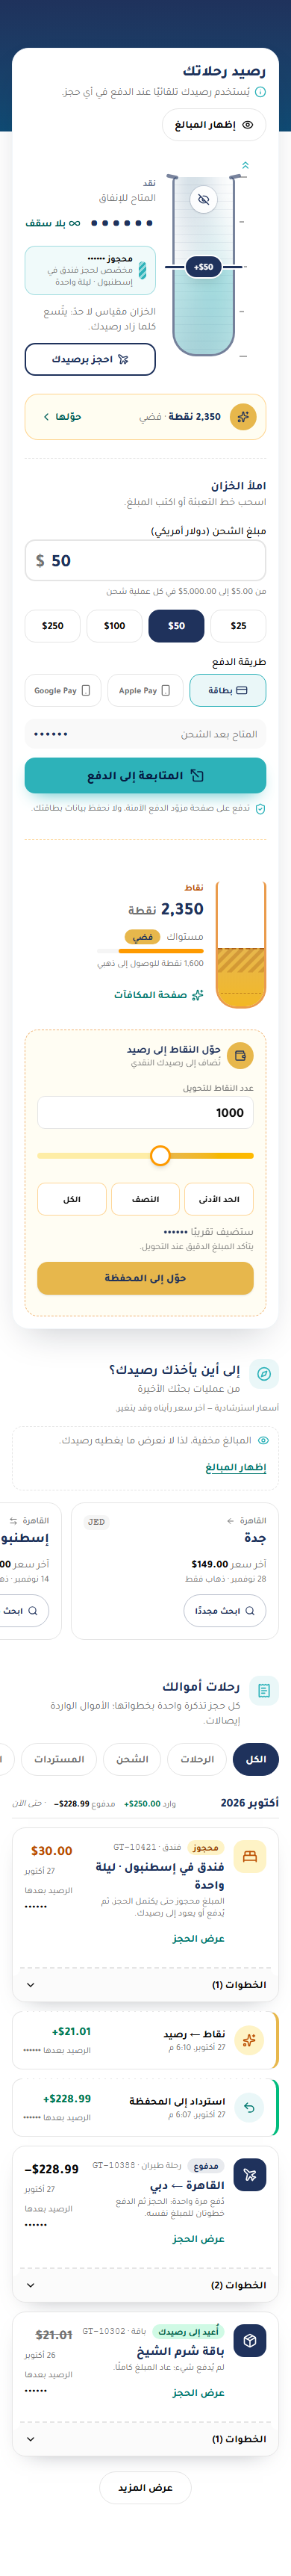 رصيد رحلاتك
يُستخدم رصيدك تلقائيًا عند الدفع في أي حجز.
إظهار المبالغ
نقد
المتاح للإنفاق
•••••• ∞ بلا سقف
+$50
محجوز ••••••
مخصّص لحجز فندق في
إسطنبول · ليلة واحدة
الخزان مقياس لا حدّ: يتّسع
كلما زاد رصيدك.
احجز برصيدك
2,350 نقطة · فضي
حوّلها
املأ الخزان
اسحب خط التعبئة أو اكتب المبلغ.
مبلغ الشحن (دولار أمريكي)
$ 50
من $5.00 إلى $5,000.00 في كل عملية شحن
$25 $50 $100 $250
طريقة الدفع
بطاقة Apple Pay Google Pay
المتاح بعد الشحن ••••••
المتابعة إلى الدفع
تدفع على صفحة مزوّد الدفع الآمنة، ولا نحفظ بيانات بطاقتك.
نقاط
2,350 نقطة
مستواك فضي
1,600 نقطة للوصول إلى ذهبي
صفحة المكافآت
حوّل النقاط إلى رصيد
تُضاف إلى رصيدك النقدي
عدد النقاط للتحويل
1000
الحد الأدنى النصف الكل
ستضيف تقريبًا ••••••
يتأكد المبلغ الدقيق عند التحويل.
حوّل إلى المحفظة
إلى أين يأخذك رصيدك؟
من عمليات بحثك الأخيرة
أسعار استرشادية — آخر سعر رأيناه وقد يتغير.
المبالغ مخفية، لذا لا نعرض ما يغطيه رصيدك.
إظهار المبالغ
القاهرة ← JED
جدة
آخر سعر $149.00
28 نوفمبر · ذهاب فقط
ابحث مجددًا
القاهرة
إسطنبو
14 نوفمبر
ابحث
رحلات أموالك
كل حجز تذكرة واحدة بخطواتها؛ الأموال الواردة
إيصالات.
الكل الرحلات الشحن المستردات
أكتوبر 2026 وارد +$250.00 مدفوع −$228.99 · حتى الآن
محجوز فندق · GT-10421 $30.00
فندق في إسطنبول · ليلة
واحدة
27 أكتوبر
المبلغ محجوز حتى يكتمل الحجز، ثم
يُدفع أو يعود إلى رصيدك.
الرصيد بعدها
••••••
عرض الحجز
الخطوات (1)
نقاط ← رصيد +$21.01
27 أكتوبر، 6:10 م الرصيد بعدها ••••••
استرداد إلى المحفظة +$228.99
27 أكتوبر، 6:07 م الرصيد بعدها ••••••
مدفوع رحلة طيران · GT-10388 −$228.99
القاهرة ← دبي
27 أكتوبر
دُفع مرة واحدة: الحجز ثم الدفع
خطوتان للمبلغ نفسه.
الرصيد بعدها
••••••
عرض الحجز
الخطوات (2)
أُعيد إلى رصيدك باقة · GT-10302 $21.01
باقة شرم الشيخ
26 أكتوبر
لم يُدفع شيء: عاد المبلغ كاملًا.
الرصيد بعدها
••••••
عرض الحجز
الخطوات (1)
عرض المزيد